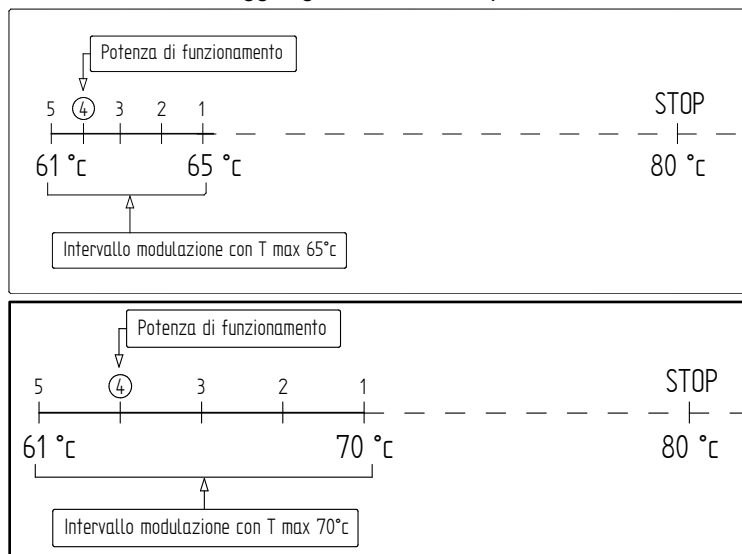 Potenza di funzionamento
5 4 3 2 1 STOP
61 °c 65 °c 80 °c
Intervallo modulazione con T max 65°c
Potenza di funzionamento
5 4 3 2 1 STOP
61 °c 70 °c 80 °c
Intervallo modulazione con T max 70°c